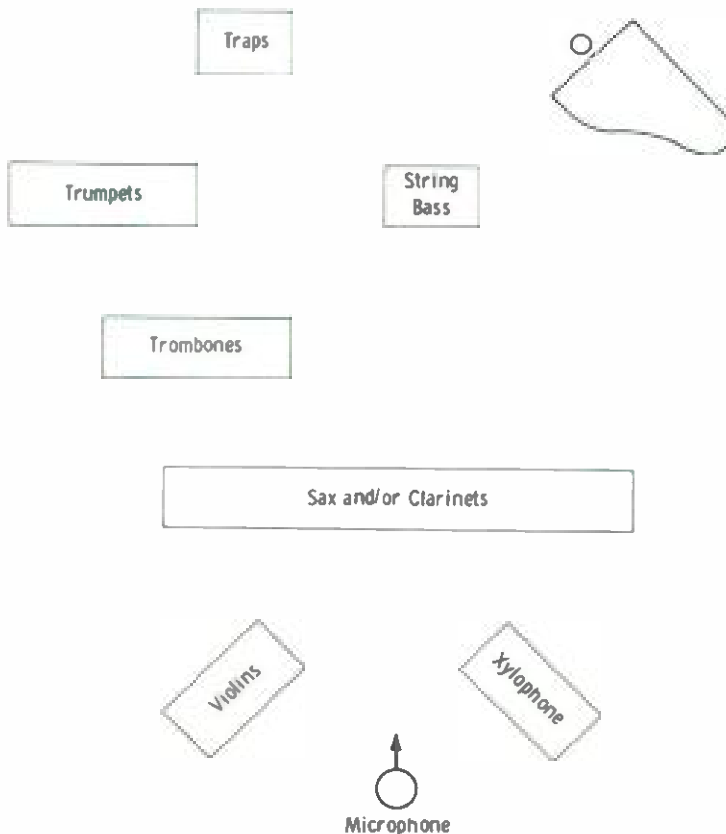 Traps
Trumpets
String
Bass
Trombones
Sax and/or Clarinets
Violins
Xylophone
Microphone